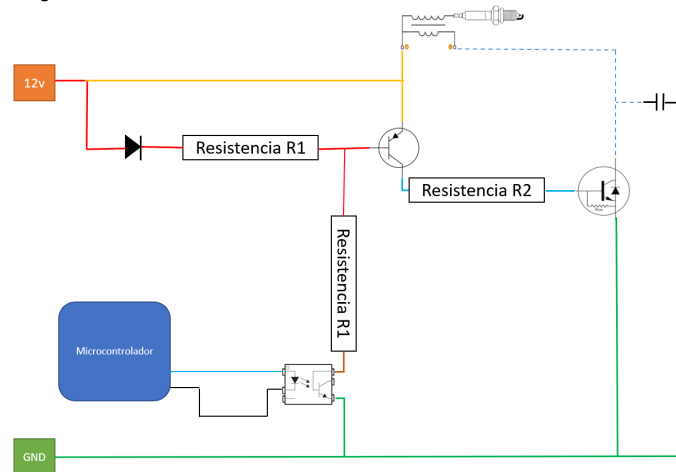 12v
Resistencia R1
Resistencia R2
Resistencia R1
Microcontrolador
GND